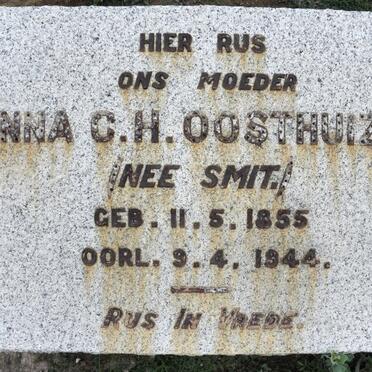 HIER RUS
ONS MOEDER
NNA C.H. OOSTHUIZ
(NEE SMIT.)
GEB. 11. 5. 1855
OORL. 9. 4. 1944.
RUS IN VREDE.